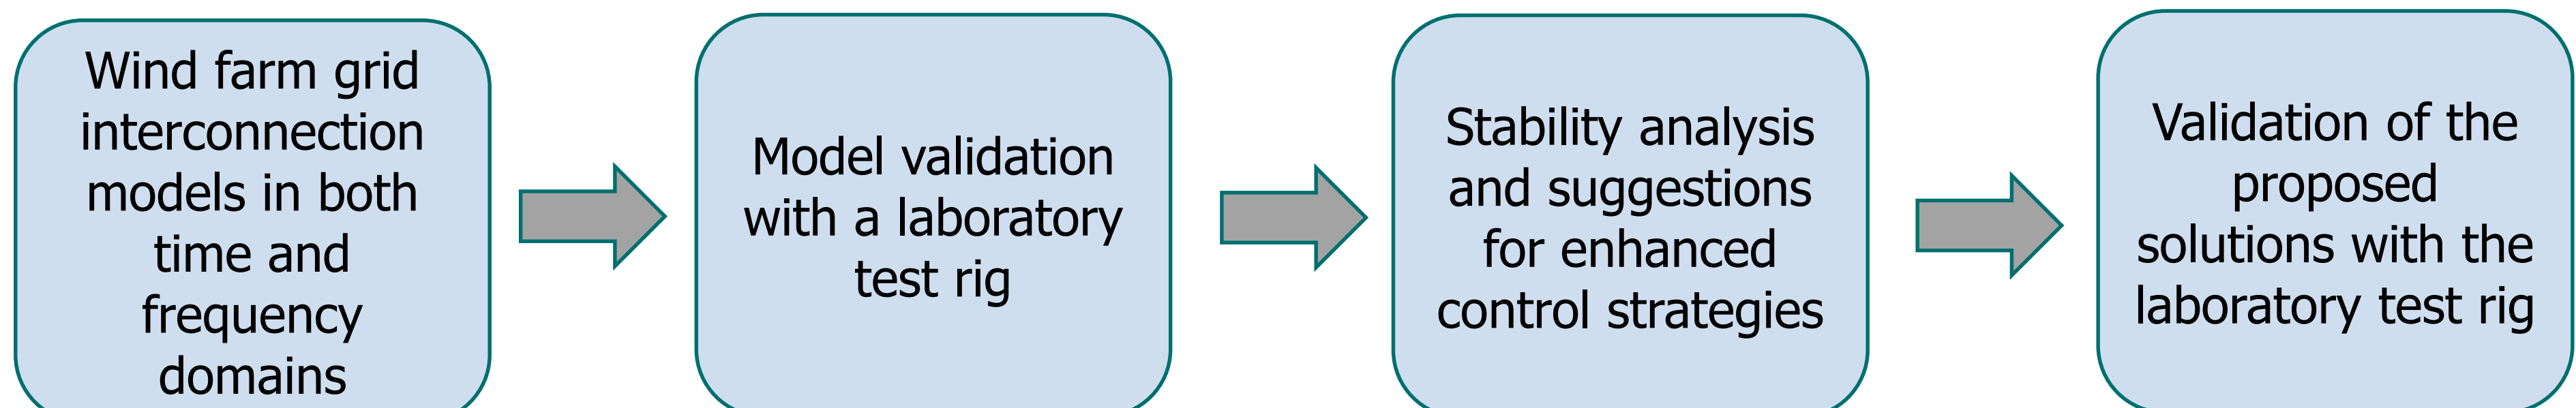 Wind farm grid
interconnection
models in both
time and
frequency
domains
Model validation
with a laboratory
test rig
Stability analysis
and suggestions
for enhanced
control strategies
Validation of the
proposed
solutions with the
laboratory test rig